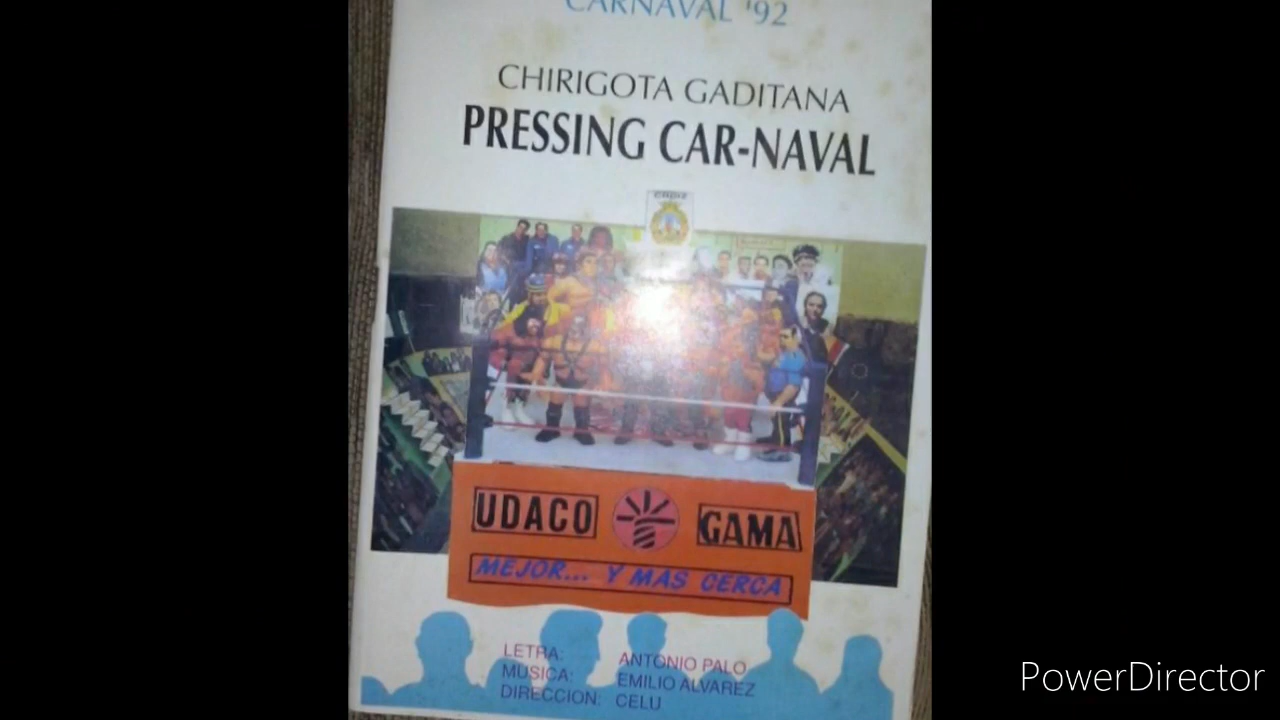 CARNAVAL '92
CHIRIGOTA GADITANA
PRESSING CAR-NAVAL
CADIZ
UDACO GAMA
MEJOR... Y MAS CERCA
LETRA: ANTONIO PALO
MUSICA: EMILIO ALVAREZ
DIRECCION: CELU
PowerDirector